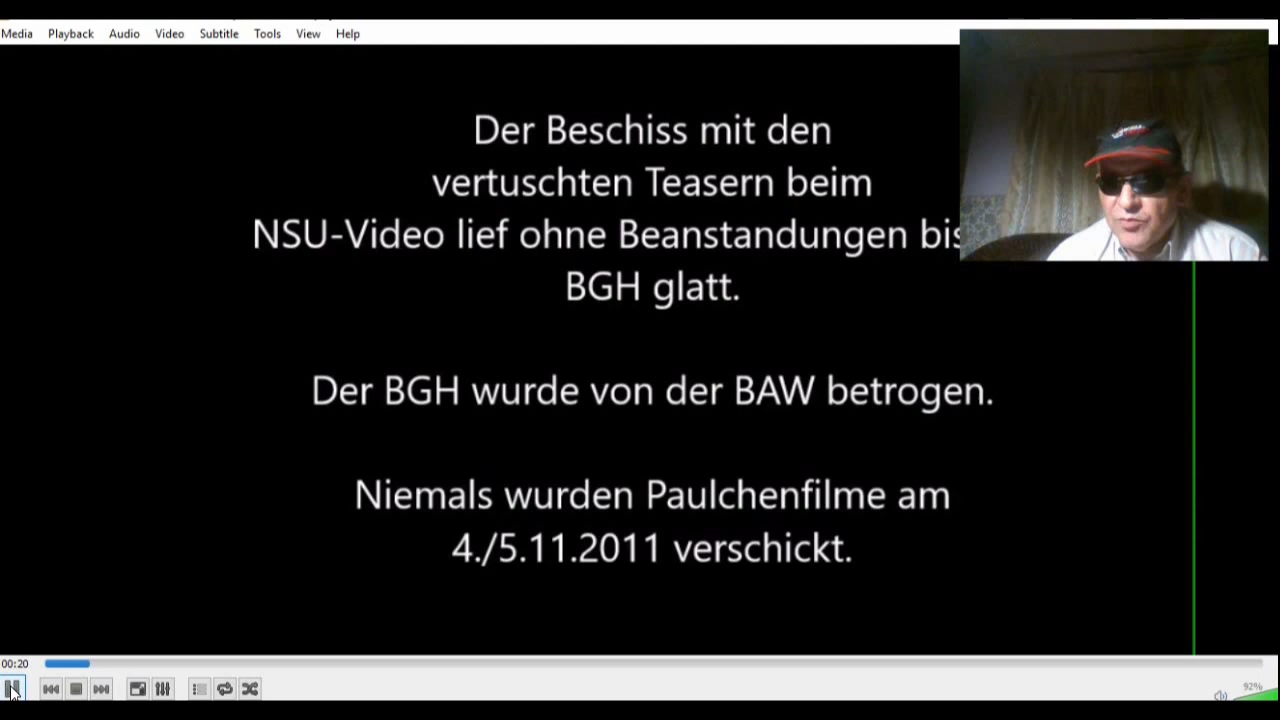 Media Playback Audio Video Subtitle Tools View Help
Der Beschiss mit den
vertuschten Teasern beim
NSU-Video lief ohne Beanstandungen bis
BGH glatt.
Der BGH wurde von der BAW betrogen.
Niemals wurden Paulchenfilme am
4./5.11.2011 verschickt.
00:20
92%